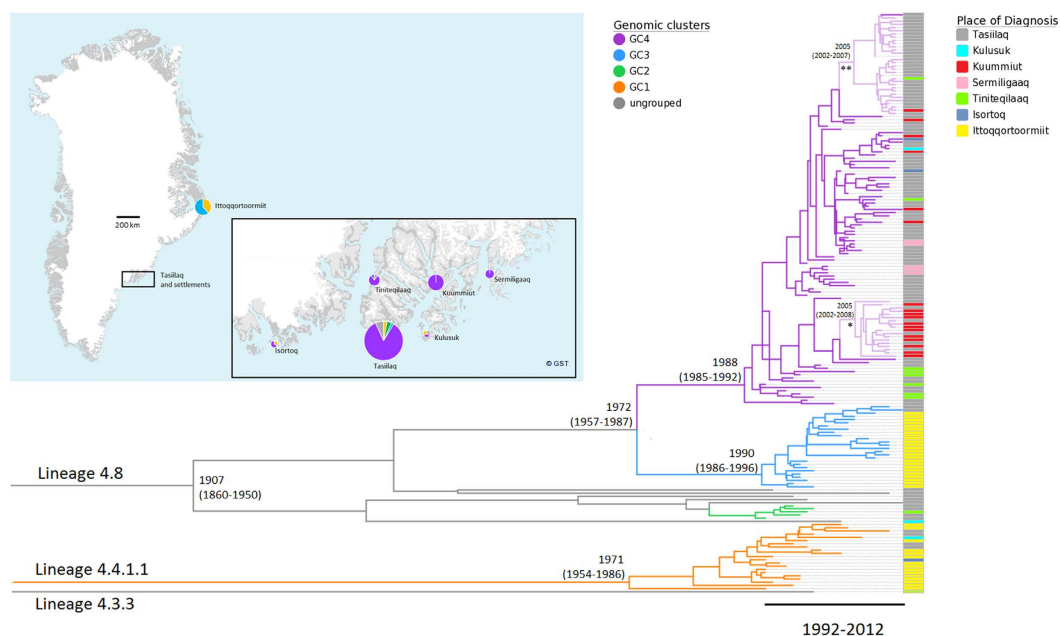 Genomic clusters
GC4
GC3
GC2
GC1
ungrouped
Place of Diagnosis
Tasiilaq
Kulusuk
Kuummiut
Sermiligaaq
Tiniteqilaaq
Isortoq
Ittoqqortoormiit
2005
(2002-2007)
**
Ittoqqortoormiit
200 km
Tasiilaq
and settlements
Sermiligaaq
Tiniteqilaaq
Kuummiut
Kulusuk
Isortoq
Tasiilaq
© GST
2005
(2002-2008)
*
1988
(1985-1992)
1972
(1957-1987)
1990
(1986-1996)
Lineage 4.8
1907
(1860-1950)
1971
(1954-1986)
Lineage 4.4.1.1
Lineage 4.3.3
1992-2012